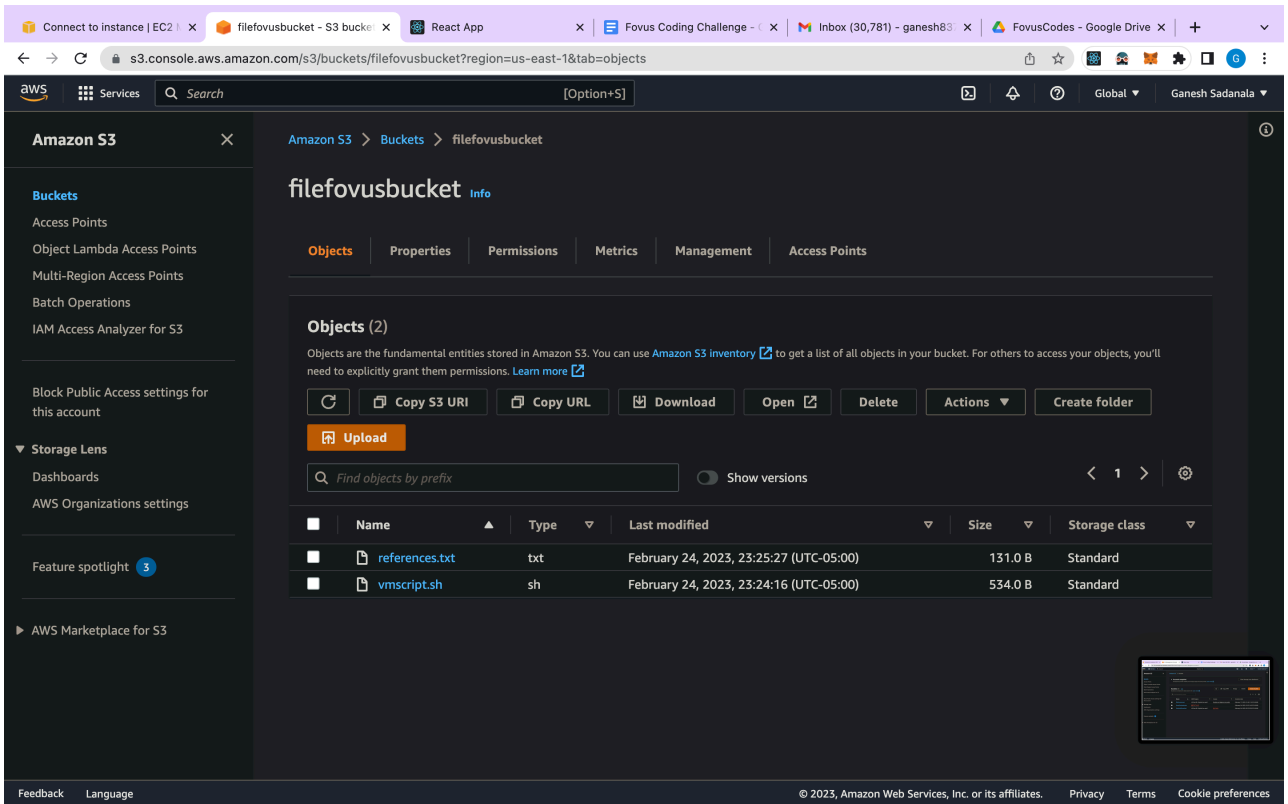 Connect to instance | EC2 M
filefovusbucket - S3 bucket
React App
Fovus Coding Challenge - G
Inbox (30,781) - ganesh83
FovusCodes - Google Drive
s3.console.aws.amazon.com/s3/buckets/filefovusbucket?region=us-east-1&tab=objects
G
aws
Services
Search
[Option+S]
Global
Ganesh Sadanala
Amazon S3
Buckets
Access Points
Object Lambda Access Points
Multi-Region Access Points
Batch Operations
IAM Access Analyzer for S3
Block Public Access settings for
this account
Storage Lens
Dashboards
AWS Organizations settings
Feature spotlight 3
AWS Marketplace for S3
Amazon S3 > Buckets > filefovusbucket
filefovusbucket Info
Objects
Properties
Permissions
Metrics
Management
Access Points
Objects (2)
Objects are the fundamental entities stored in Amazon S3. You can use Amazon S3 inventory to get a list of all objects in your bucket. For others to access your objects, you'll
need to explicitly grant them permissions. Learn more
Copy S3 URI
Copy URL
Download
Open
Delete
Actions
Create folder
Upload
Find objects by prefix
Show versions
1
Name Type Last modified Size Storage class
references.txt txt February 24, 2023, 23:25:27 (UTC-05:00) 131.0 B Standard
vmscript.sh sh February 24, 2023, 23:24:16 (UTC-05:00) 534.0 B Standard
Feedback Language © 2023, Amazon Web Services, Inc. or its affiliates. Privacy Terms Cookie preferences